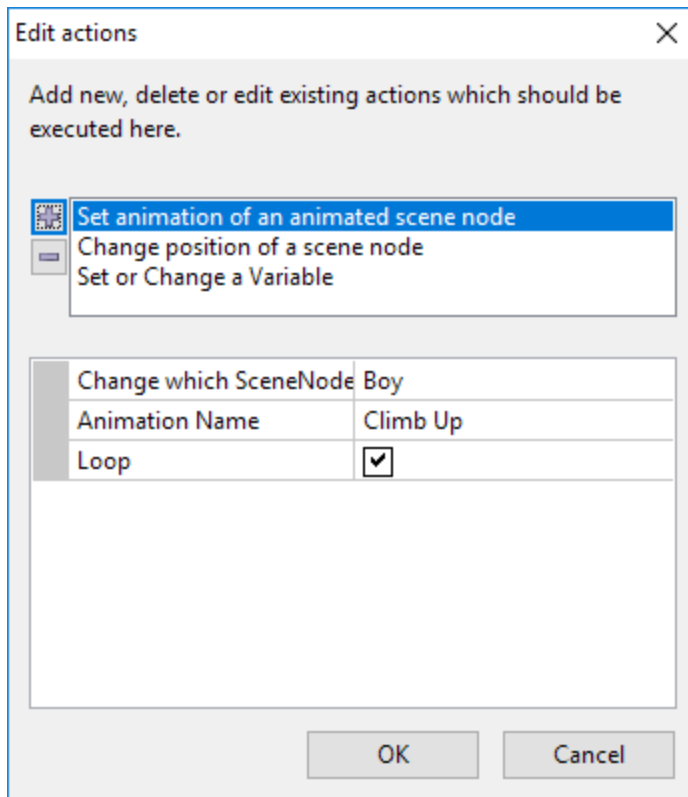 Edit actions
Add new, delete or edit existing actions which should be
executed here.
Set animation of an animated scene node
Change position of a scene node
Set or Change a Variable
Change which SceneNode Boy
Animation Name Climb Up
Loop
OK Cancel